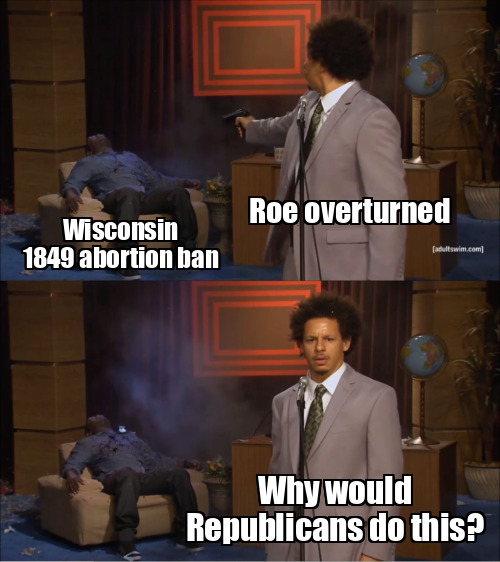 Roe overturned
Wisconsin
1849 abortion ban
[adultswim.com]
Why would
Republicans do this?